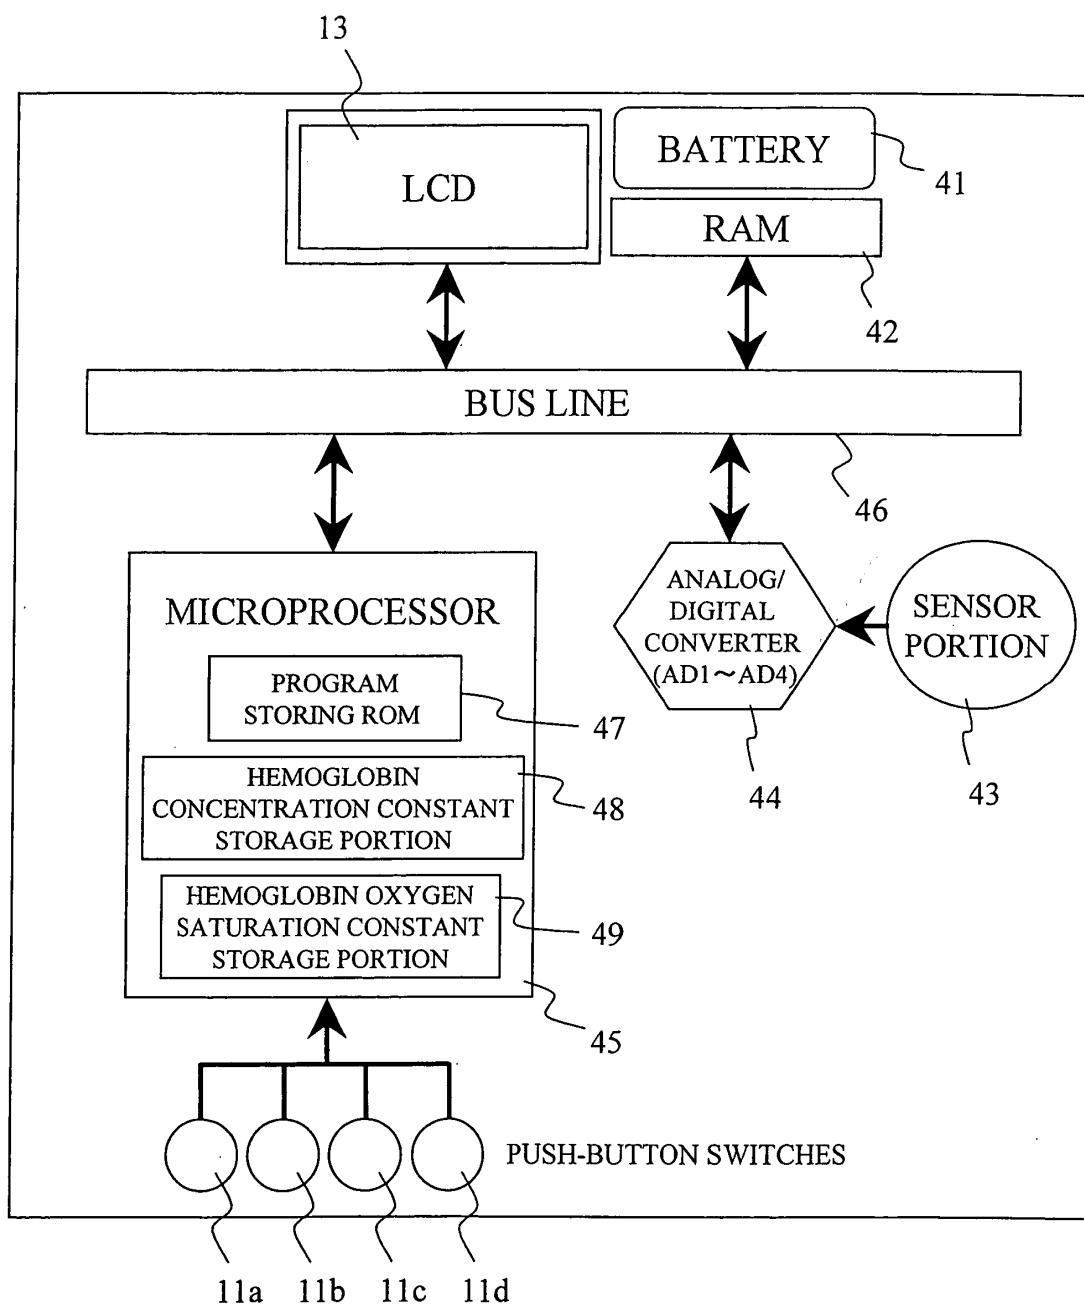 13
LCD
BATTERY
41
RAM
42
BUS LINE
46
MICROPROCESSOR
PROGRAM
STORING ROM
47
HEMOGLOBIN
CONCENTRATION CONSTANT
STORAGE PORTION
48
HEMOGLOBIN OXYGEN
SATURATION CONSTANT
STORAGE PORTION
49
45
ANALOG/
DIGITAL
CONVERTER
(AD1～AD4)
44
SENSOR
PORTION
43
PUSH-BUTTON SWITCHES
11a
11b
11c
11d